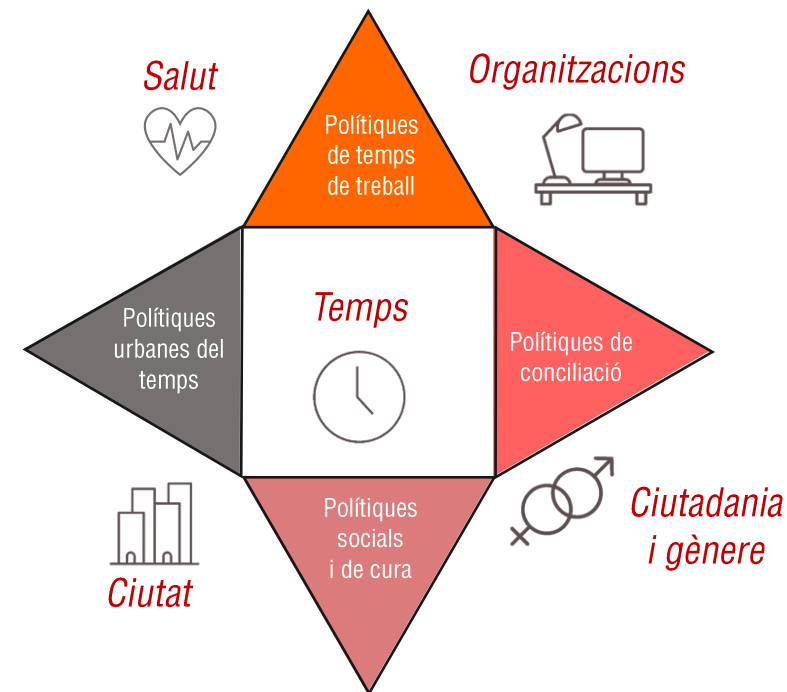 Salut
Organitzacions
Polítiques
de temps
de treball
Polítiques
urbanes del
temps
Temps
Polítiques de
conciliació
Polítiques
socials
i de cura
Ciutat
Ciutadania
i gènere